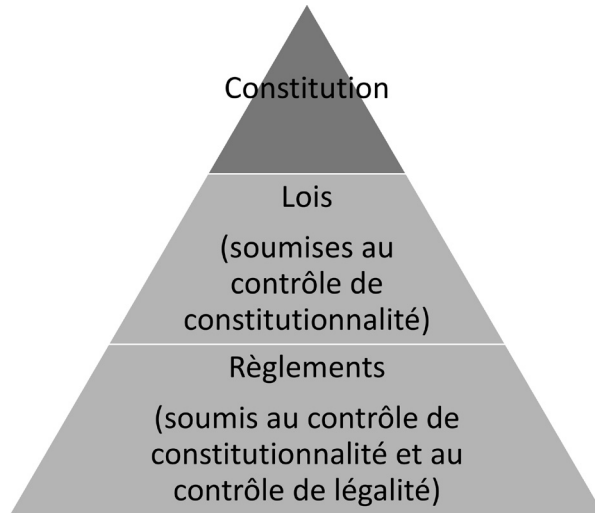 Constitution
Lois
(soumises au
contrôle de
constitutionnalité)
Règlements
(soumis au contrôle de
constitutionnalité et au
contrôle de légalité)